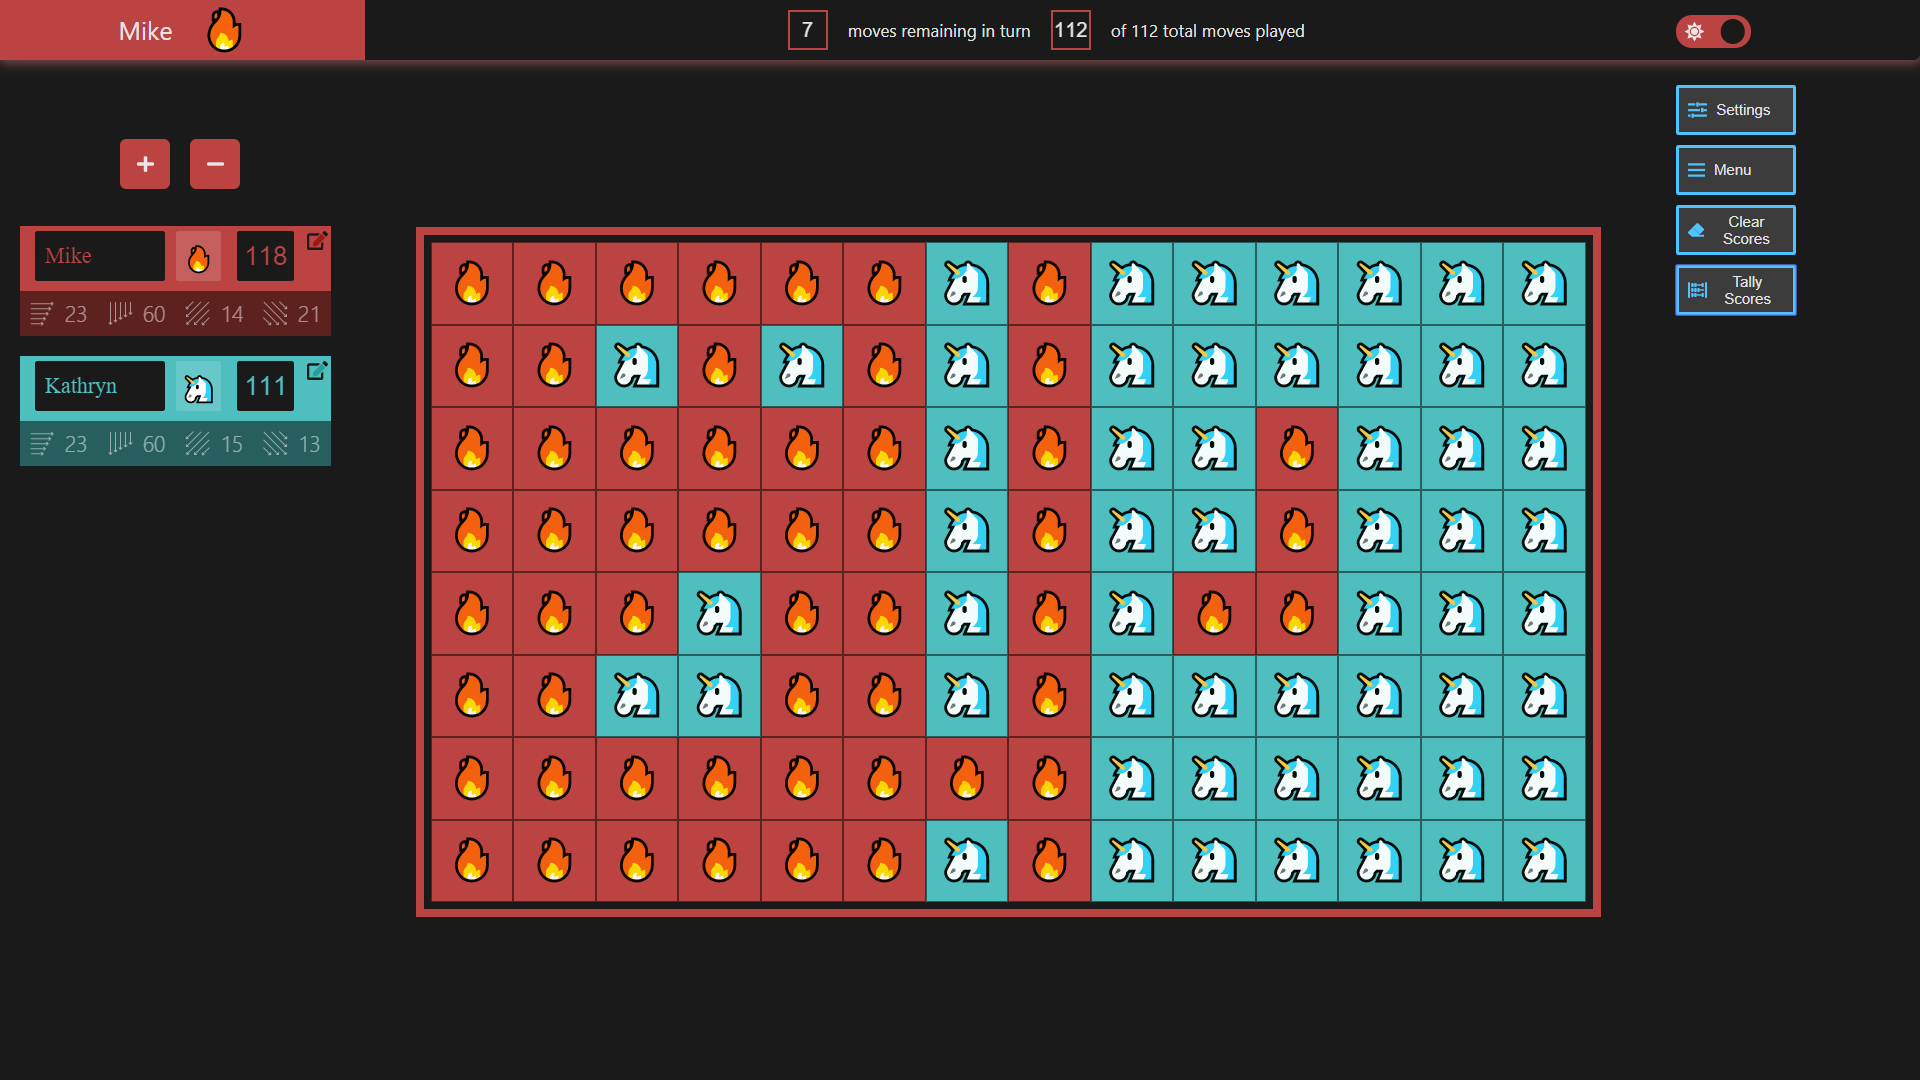 Mike
7 moves remaining in turn 112 of 112 total moves played
Settings
Menu
Clear
Scores
Tally
Scores
+ −
Mike 118
23 60 14 21
Kathryn 111
23 60 15 13